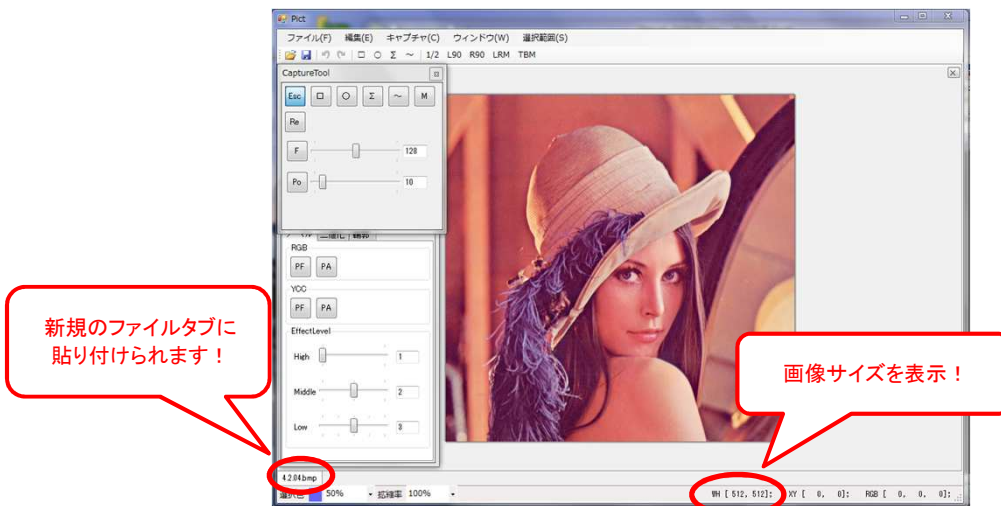 Pict
ファイル(F) 編集(E) キャプチャ(C) ウィンドウ(W) 選択範囲(S)
1/2 L90 R90 LRM TBM
CaptureTool
Esc □ ○ Σ ～ M
Re
F 128
Po 10
RGB
PF PA
YCC
PF PA
EffectLevel
High 1
Middle 2
Low 3
新規のファイルタブに
貼り付けられます！
画像サイズを表示！
4.2.04.bmp
選択色 50% 拡縮率 100% WH [ 512, 512]; XY [ 0, 0]; RGB [ 0, 0, 0];